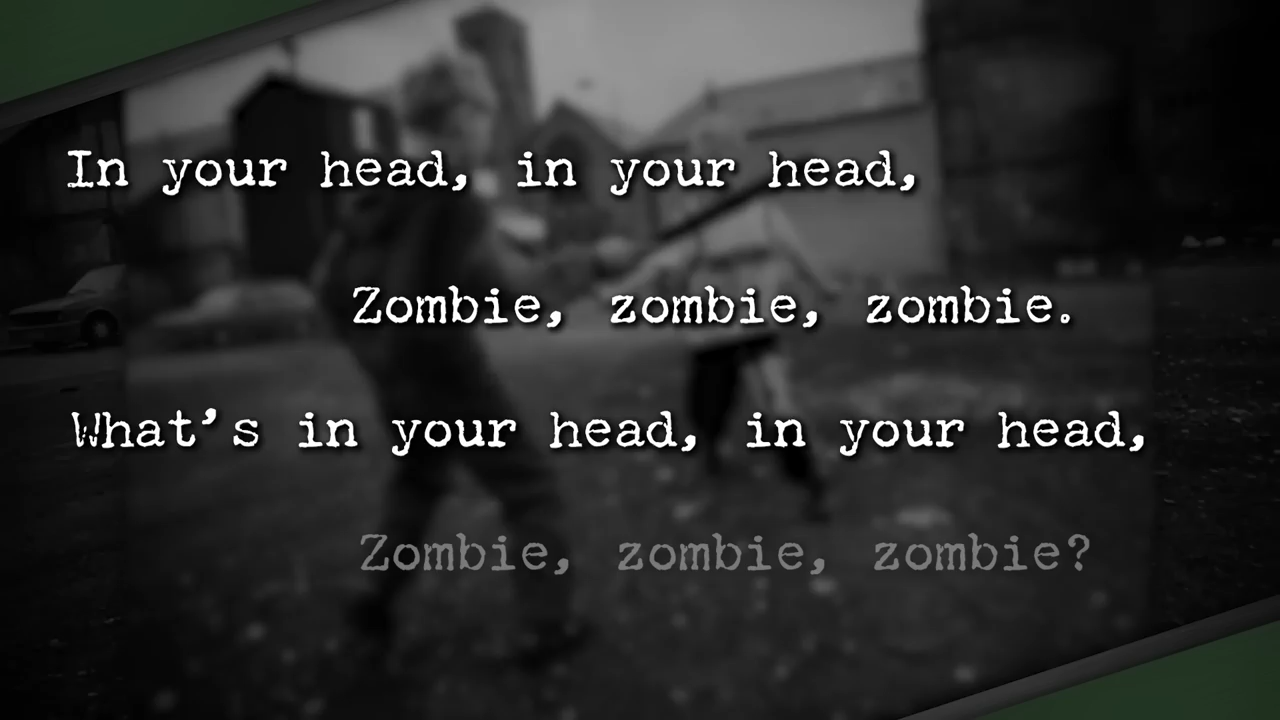 In your head, in your head,
Zombie, zombie, zombie.
What's in your head, in your head,
Zombie, zombie, zombie?